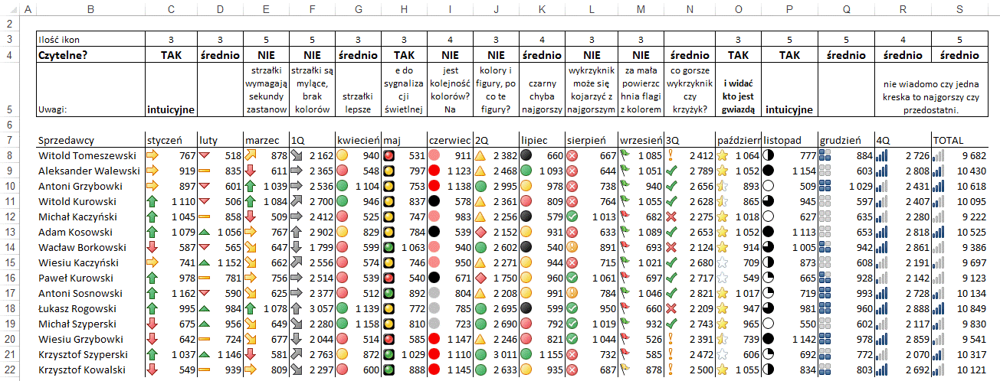 A B C D E F G H I J K L M N O P Q R S
2
3 Ilość ikon 3 3 5 5 3 3 4 3 4 3 3 3 5 5 4 5
4 Czytelne? TAK średnio NIE NIE średnio TAK NIE NIE średnio NIE NIE średnio TAK TAK średnio średnio średnio
5 Uwagi:
intuicyjne
strzałki
wymagają
sekundy
zastanow
strzałki są
mylące,
brak
kolorów
strzałki
lepsze
e do
sygnaliza
cji
świetlnej
jest
kolejność
kolorów?
Na
kolory i
figury, po
co te
figury?
czarny
chyba
najgorszy
wykrzyknik
może się
kojarzyć z
najgorszym
za mała
powierzc
hnia flagi
z kolorem
co gorsze
wykrzyknik
czy
krzyżyk?
i widać
kto jest
gwiazdą
intuicyjne
nie wiadomo czy jedna
kreska to najgorszy czy
przedostatni.
6
7 Sprzedawcy styczeń luty marzec 1Q kwiecień maj czerwiec 2Q lipiec sierpień wrzesień 3Q październ listopad grudzień 4Q TOTAL
8 Witold Tomeszewski 767 518 878 2 162 940 531 911 2 382 660 667 1 085 2 412 1 064 777 884 2 726 9 682
9 Aleksander Walewski 919 835 611 2 365 548 797 1 123 2 468 1 093 644 1 051 2 789 1 052 1 154 603 2 808 10 430
10 Antoni Grzybowki 897 601 1 039 2 536 1 104 753 1 138 2 995 978 738 940 2 656 893 509 1 029 2 431 10 618
11 Witold Kurowski 1 110 506 1 084 2 700 946 837 578 2 361 809 764 1 055 2 628 865 945 597 2 407 10 095
12 Michał Kaczyński 1 045 858 509 2 412 525 747 983 2 256 579 1 013 682 2 275 1 018 627 635 2 280 9 222
13 Adam Kosowski 1 079 1 056 767 2 902 829 784 539 2 152 931 633 1 089 2 653 1 052 1 113 653 2 818 10 525
14 Wacław Borkowski 587 565 647 1 799 599 1 063 940 2 602 540 891 693 2 124 914 1 005 942 2 861 9 386
15 Wiesiu Kaczyński 741 1 152 662 2 556 574 746 950 2 271 944 715 1 021 2 680 709 873 608 2 191 9 697
16 Paweł Kurowski 978 781 756 2 514 539 540 671 1 750 960 1 061 697 2 717 549 665 928 2 142 9 123
17 Antoni Sosnowski 1 162 590 625 2 377 512 892 804 2 208 991 784 1 046 2 821 1 017 719 993 2 728 10 134
18 Łukasz Rogowski 995 984 1 078 3 057 1 139 772 785 2 695 599 950 660 2 209 947 981 960 2 888 10 849
19 Michał Szyperski 675 956 649 2 280 1 158 810 723 2 690 792 1 019 932 2 743 965 550 602 2 117 9 830
20 Wiesiu Grzybowki 642 724 677 2 044 514 585 1 147 2 246 821 1 044 526 2 391 739 1 142 978 2 859 9 541
21 Krzysztof Szyperski 1 037 1 146 581 2 763 872 1 029 1 110 3 011 1 155 732 585 2 472 606 692 772 2 070 10 317
22 Krzysztof Kowalski 549 939 809 2 297 600 888 1 145 2 633 935 687 878 2 500 1 055 834 803 2 692 10 121